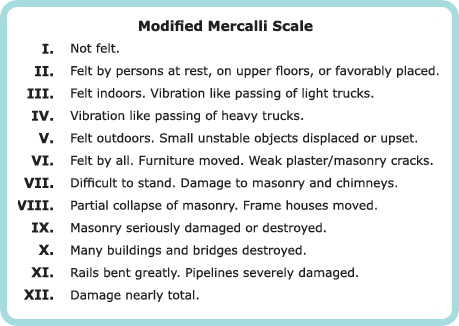 Modified Mercalli Scale
I. Not felt.
II. Felt by persons at rest, on upper floors, or favorably placed.
III. Felt indoors. Vibration like passing of light trucks.
IV. Vibration like passing of heavy trucks.
V. Felt outdoors. Small unstable objects displaced or upset.
VI. Felt by all. Furniture moved. Weak plaster/masonry cracks.
VII. Difficult to stand. Damage to masonry and chimneys.
VIII. Partial collapse of masonry. Frame houses moved.
IX. Masonry seriously damaged or destroyed.
X. Many buildings and bridges destroyed.
XI. Rails bent greatly. Pipelines severely damaged.
XII. Damage nearly total.